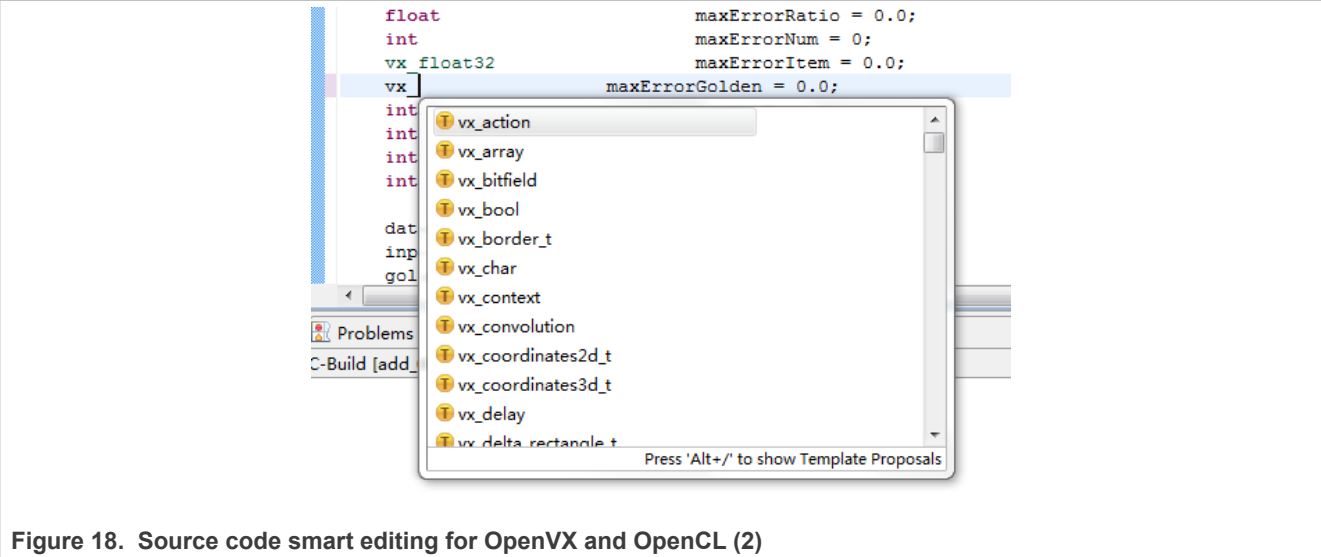 float maxErrorRatio = 0.0;
int maxErrorNum = 0;
vx_float32 maxErrorItem = 0.0;
vx_ maxErrorGolden = 0.0;
int
int
int
int
dat
inp
gol
vx_action
vx_array
vx_bitfield
vx_bool
vx_border_t
vx_char
vx_context
vx_convolution
vx_coordinates2d_t
vx_coordinates3d_t
vx_delay
vx_delta_rectangle_t
Press 'Alt+/' to show Template Proposals
Problems
C-Build [add_
Figure 18. Source code smart editing for OpenVX and OpenCL (2)